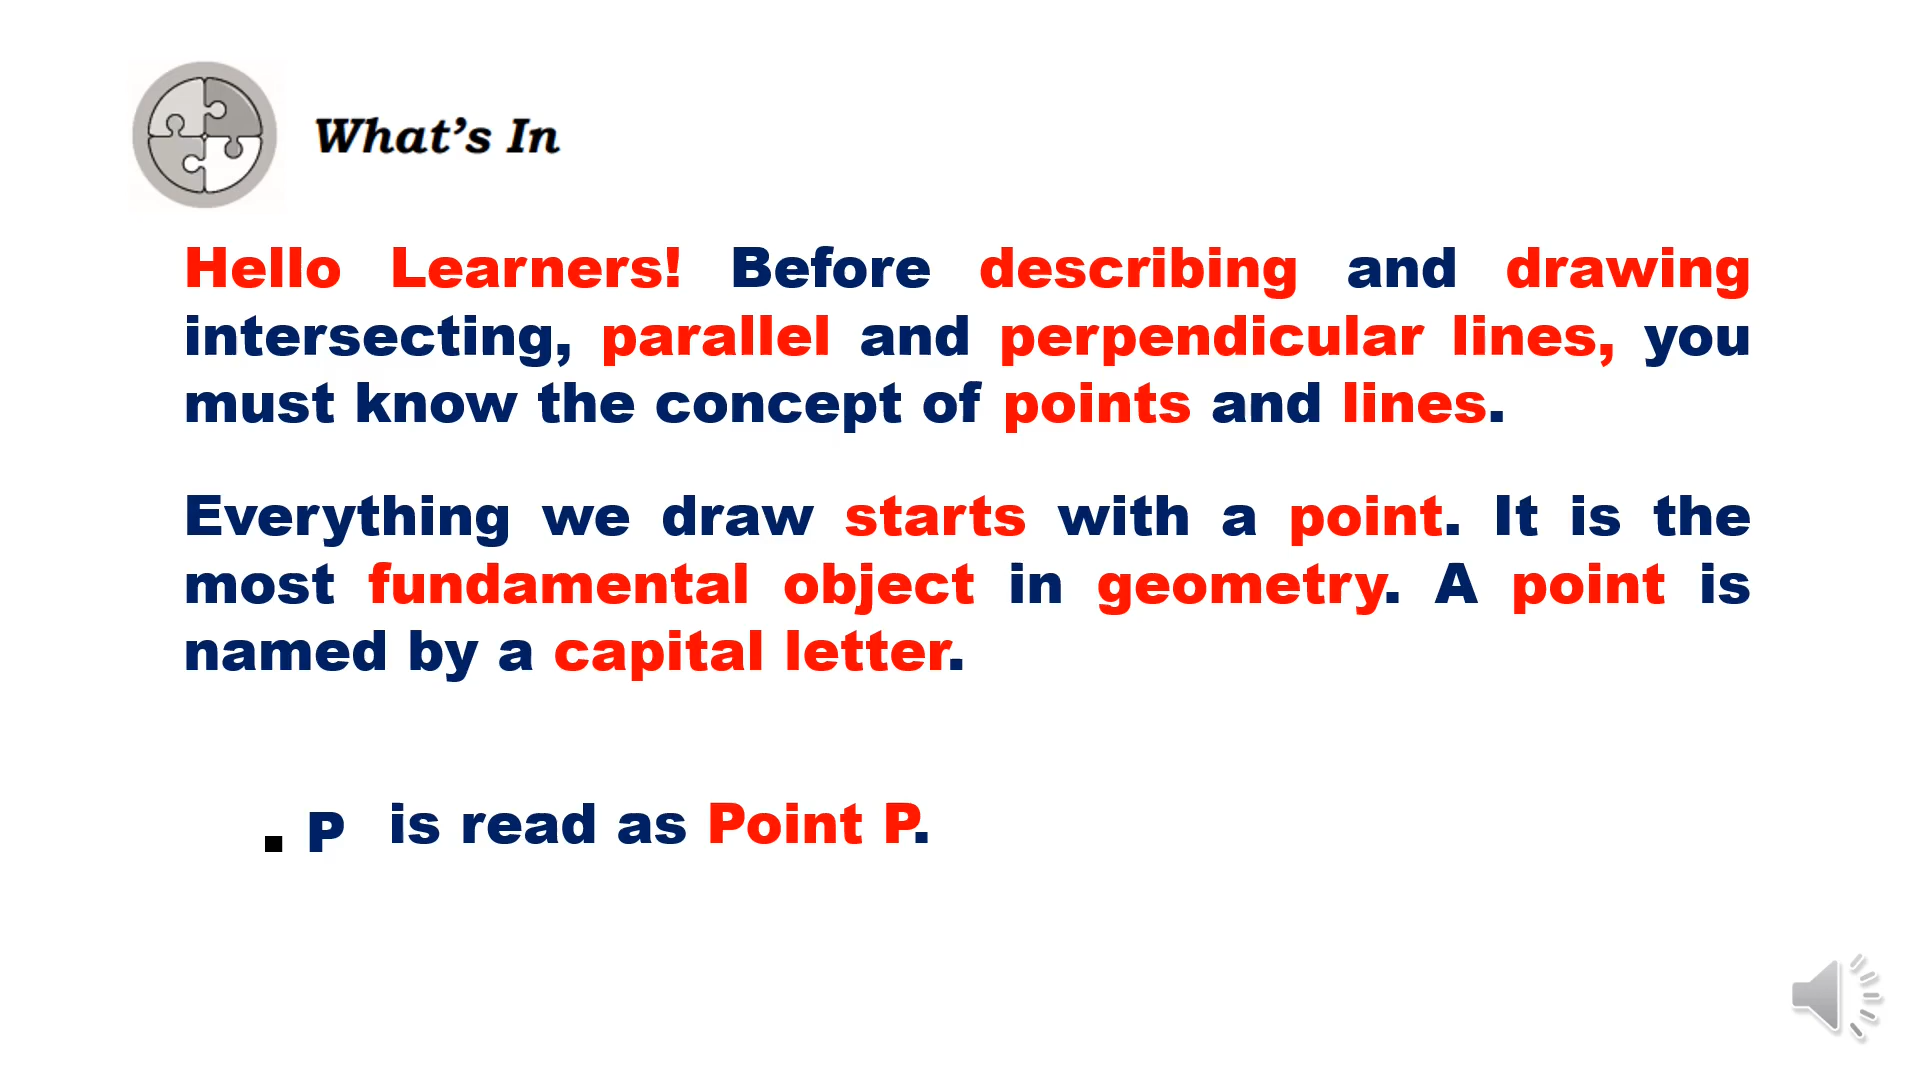 What's In
Hello Learners! Before describing and drawing
intersecting, parallel and perpendicular lines, you
must know the concept of points and lines.
Everything we draw starts with a point. It is the
most fundamental object in geometry. A point is
named by a capital letter.
. P is read as Point P.